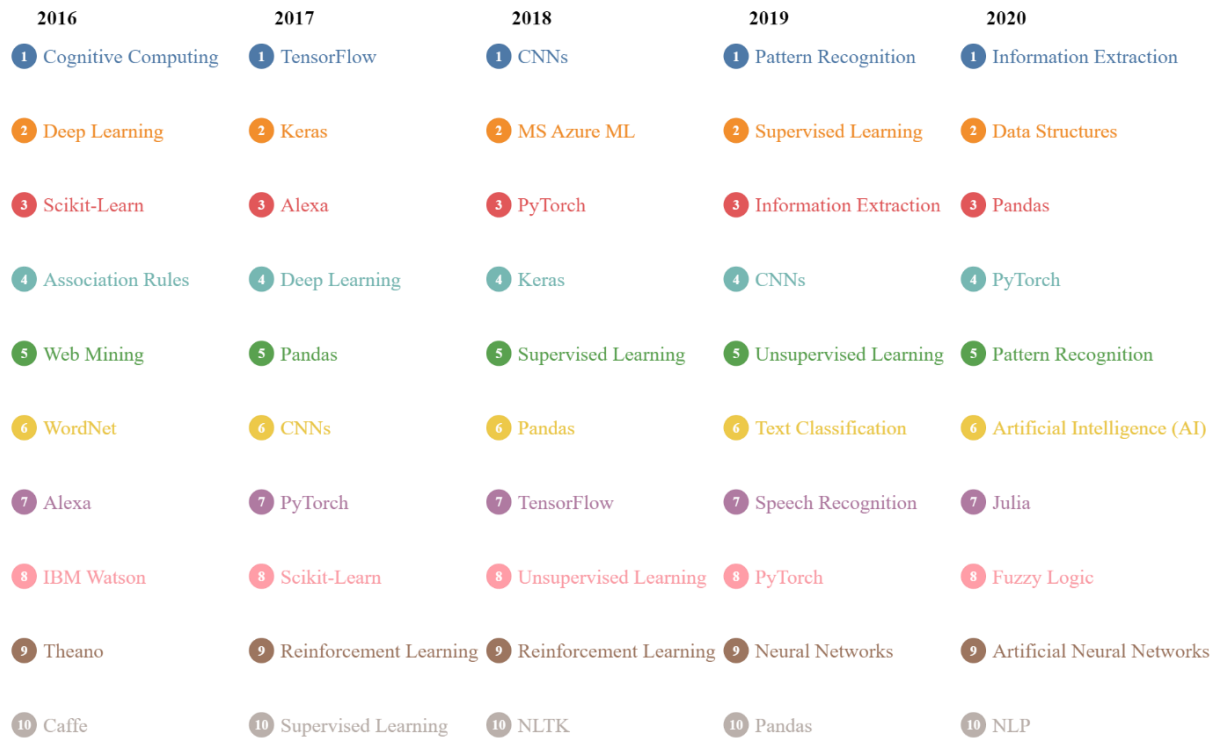 2016 2017 2018 2019 2020
1 Cognitive Computing 1 TensorFlow 1 CNNs 1 Pattern Recognition 1 Information Extraction
2 Deep Learning 2 Keras 2 MS Azure ML 2 Supervised Learning 2 Data Structures
3 Scikit-Learn 3 Alexa 3 PyTorch 3 Information Extraction 3 Pandas
4 Association Rules 4 Deep Learning 4 Keras 4 CNNs 4 PyTorch
5 Web Mining 5 Pandas 5 Supervised Learning 5 Unsupervised Learning 5 Pattern Recognition
6 WordNet 6 CNNs 6 Pandas 6 Text Classification 6 Artificial Intelligence (AI)
7 Alexa 7 PyTorch 7 TensorFlow 7 Speech Recognition 7 Julia
8 IBM Watson 8 Scikit-Learn 8 Unsupervised Learning 8 PyTorch 8 Fuzzy Logic
9 Theano 9 Reinforcement Learning 9 Reinforcement Learning 9 Neural Networks 9 Artificial Neural Networks
10 Caffe 10 Supervised Learning 10 NLTK 10 Pandas 10 NLP